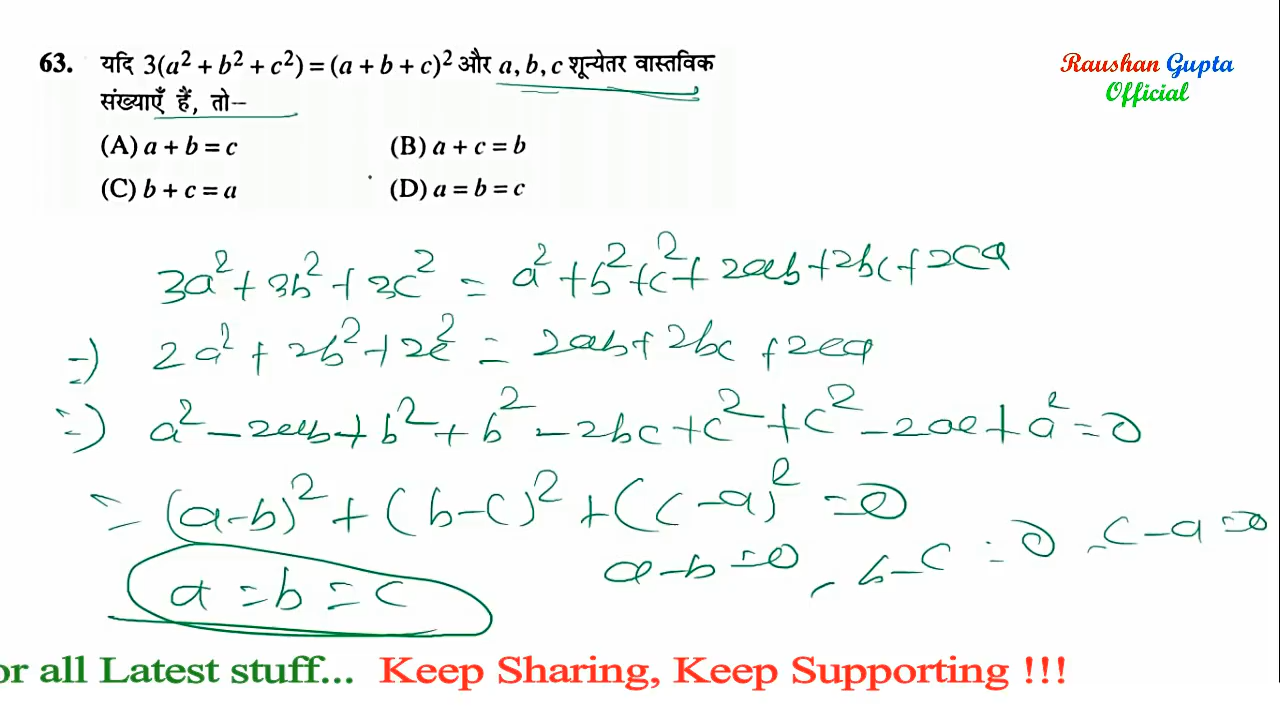 63. यदि 3(a² + b² + c²) = (a + b + c)² और a, b, c शून्येतर वास्तविक
संख्याएँ हैं, तो–
(A) a + b = c (B) a + c = b
(C) b + c = a (D) a = b = c
Raushan Gupta
Official
3a² + 3b² + 3c² = a² + b² + c² + 2ab + 2bc + 2ca
=) 2a² + 2b² + 2c² = 2ab + 2bc + 2ca
=) a² - 2ab + b² + b² - 2bc + c² + c² - 2ac + a² = 0
= (a-b)² + (b-c)² + (c-a)² = 0
a-b=0, b-c=0, c-a=0
a = b = c
or all Latest stuff... Keep Sharing, Keep Supporting !!!